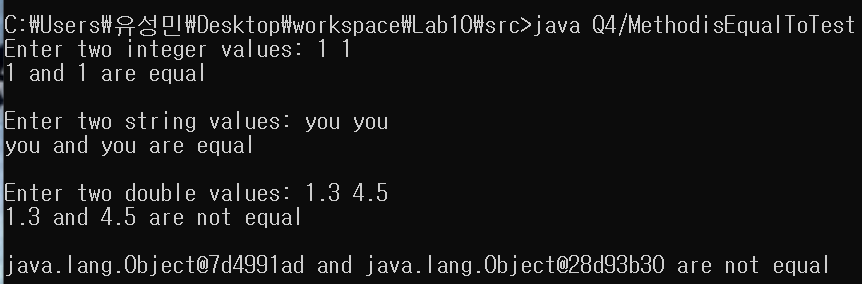 C:₩Users₩유성민₩Desktop₩workspace₩Lab10₩src>java Q4/MethodisEqualToTest
Enter two integer values: 1 1
1 and 1 are equal
Enter two string values: you you
you and you are equal
Enter two double values: 1.3 4.5
1.3 and 4.5 are not equal
java.lang.Object@7d4991ad and java.lang.Object@28d93b30 are not equal